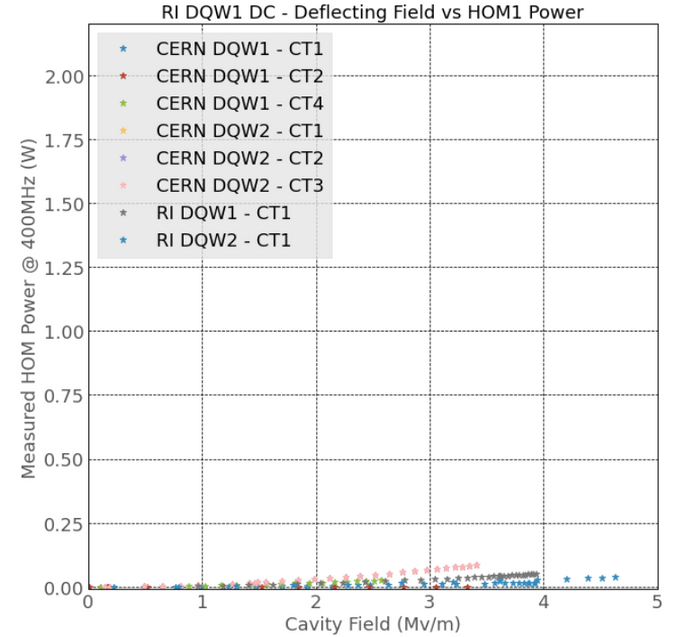 RI DQW1 DC - Deflecting Field vs HOM1 Power
CERN DQW1 - CT1
CERN DQW1 - CT2
CERN DQW1 - CT4
CERN DQW2 - CT1
CERN DQW2 - CT2
CERN DQW2 - CT3
RI DQW1 - CT1
RI DQW2 - CT1
Measured HOM Power @ 400MHz (W)
2.00
1.75
1.50
1.25
1.00
0.75
0.50
0.25
0.00
0 1 2 3 4 5
Cavity Field (Mv/m)